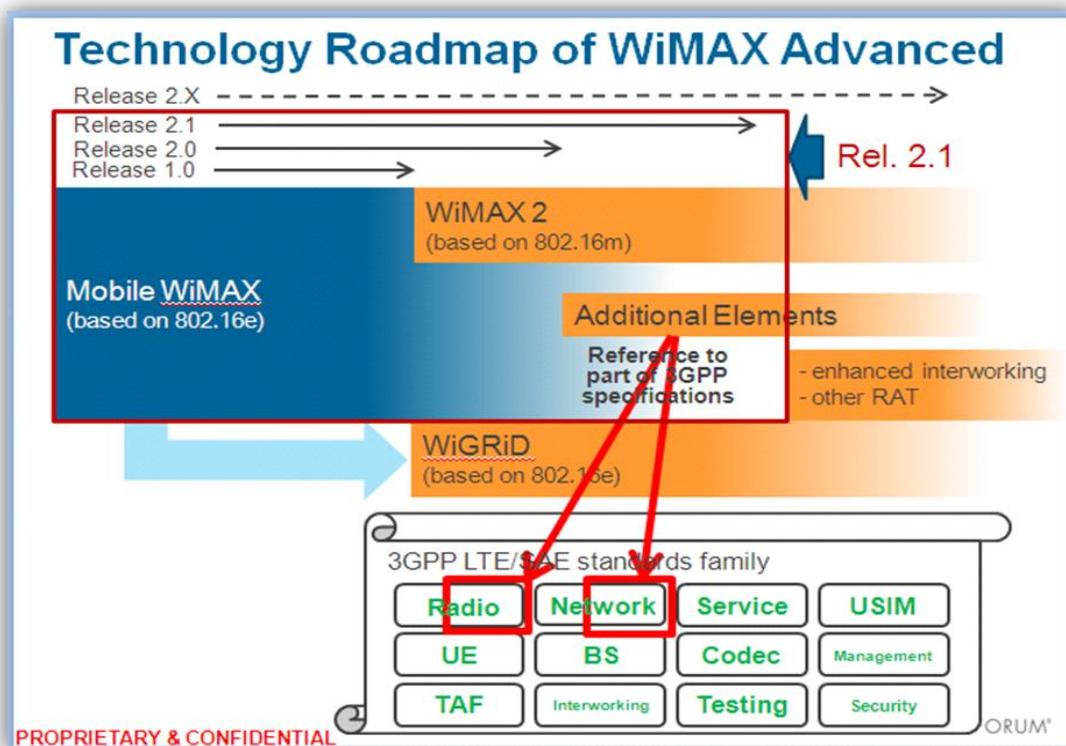 Technology Roadmap of WiMAX Advanced
Release 2.X
Release 2.1
Release 2.0
Release 1.0
Rel. 2.1
WiMAX 2
(based on 802.16m)
Mobile WiMAX
(based on 802.16e)
Additional Elements
Reference to
part of 3GPP
specifications
- enhanced interworking
- other RAT
WiGRiD
(based on 802.16e)
3GPP LTE/SAE standards family
Radio Network Service USIM
UE BS Codec Management
TAF Interworking Testing Security
PROPRIETARY & CONFIDENTIAL
ORUM